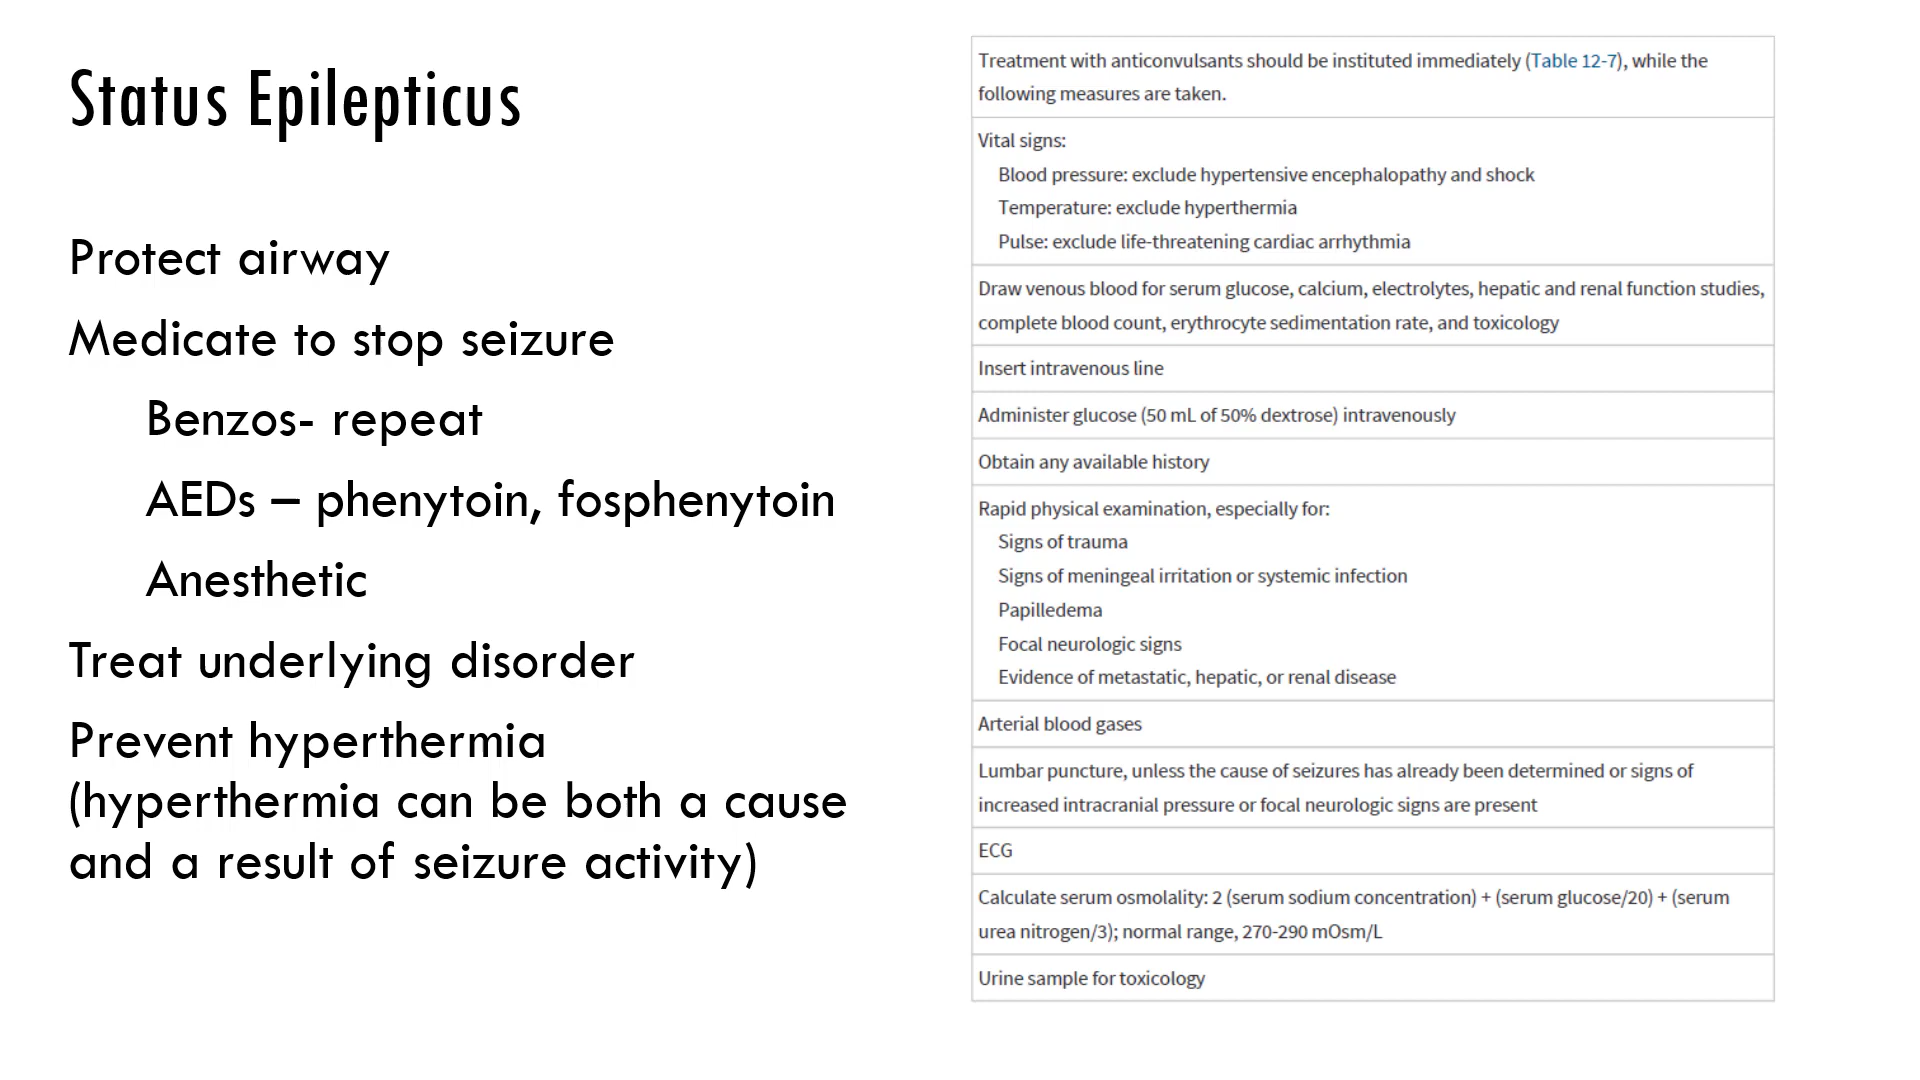 Status Epilepticus
Protect airway
Medicate to stop seizure
Benzos- repeat
AEDs – phenytoin, fosphenytoin
Anesthetic
Treat underlying disorder
Prevent hyperthermia
(hyperthermia can be both a cause
and a result of seizure activity)
Treatment with anticonvulsants should be instituted immediately (Table 12-7), while the
following measures are taken.
Vital signs:
Blood pressure: exclude hypertensive encephalopathy and shock
Temperature: exclude hyperthermia
Pulse: exclude life-threatening cardiac arrhythmia
Draw venous blood for serum glucose, calcium, electrolytes, hepatic and renal function studies,
complete blood count, erythrocyte sedimentation rate, and toxicology
Insert intravenous line
Administer glucose (50 mL of 50% dextrose) intravenously
Obtain any available history
Rapid physical examination, especially for:
Signs of trauma
Signs of meningeal irritation or systemic infection
Papilledema
Focal neurologic signs
Evidence of metastatic, hepatic, or renal disease
Arterial blood gases
Lumbar puncture, unless the cause of seizures has already been determined or signs of
increased intracranial pressure or focal neurologic signs are present
ECG
Calculate serum osmolality: 2 (serum sodium concentration) + (serum glucose/20) + (serum
urea nitrogen/3); normal range, 270-290 mOsm/L
Urine sample for toxicology